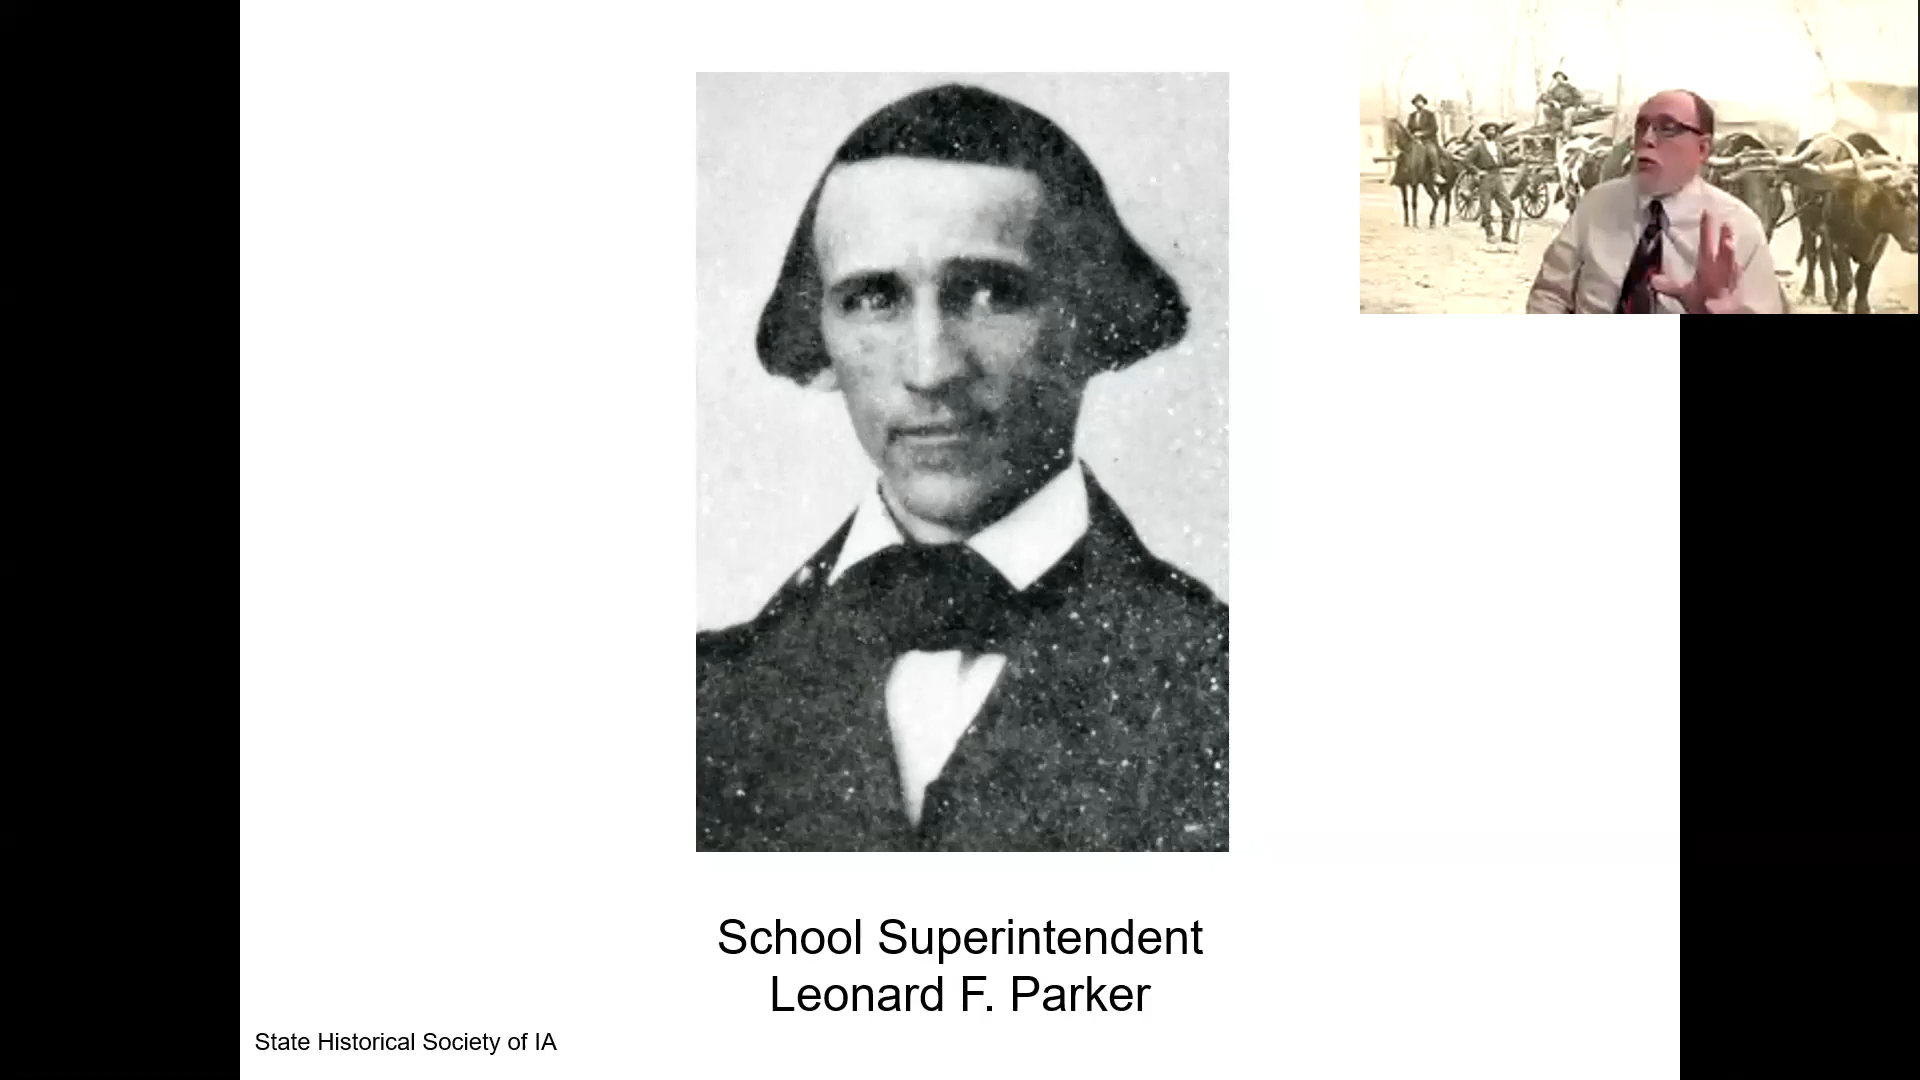 School Superintendent
Leonard F. Parker
State Historical Society of IA